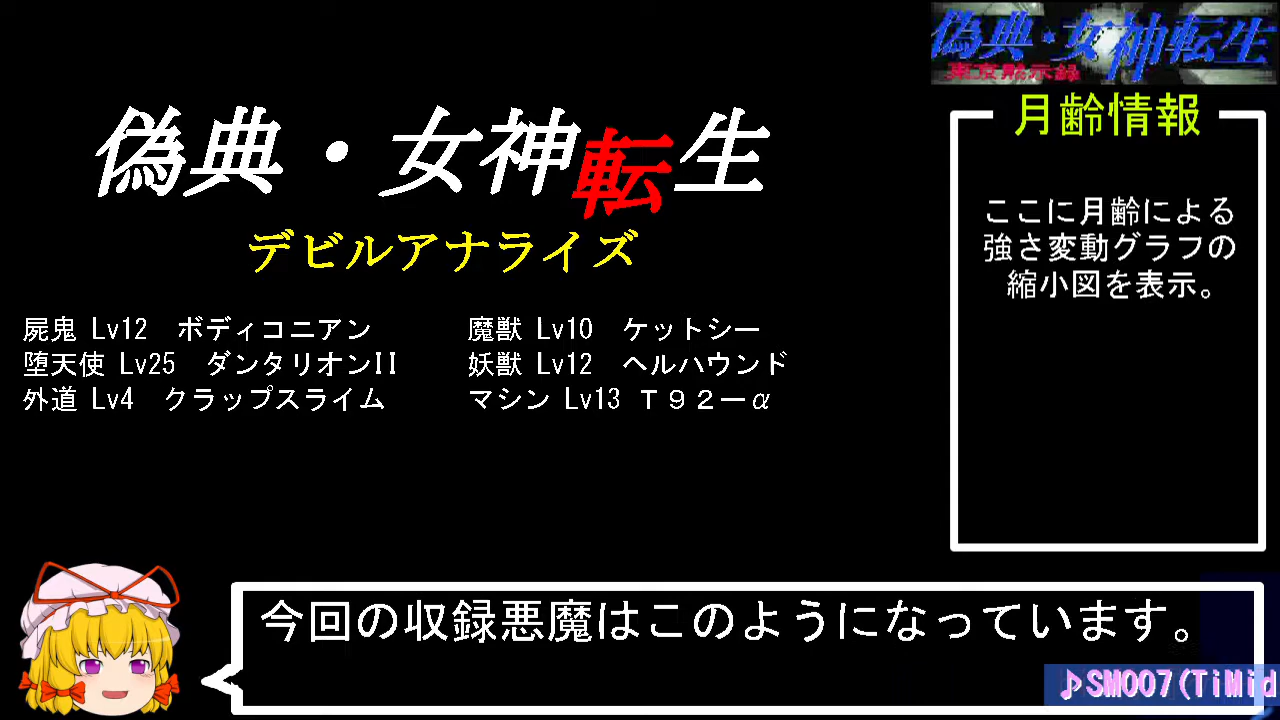 偽典・女神転生
東京黙示録
月齢情報
偽典・女神転生
デビルアナライズ
ここに月齢による
強さ変動グラフの
縮小図を表示。
屍鬼 Lv12 ボディコニアン
魔獣 Lv10 ケットシー
堕天使 Lv25 ダンタリオンII
妖獣 Lv12 ヘルハウンド
外道 Lv4 クラップスライム
マシン Lv13 T92ーα
今回の収録悪魔はこのようになっています。
♪SM007(TiMid